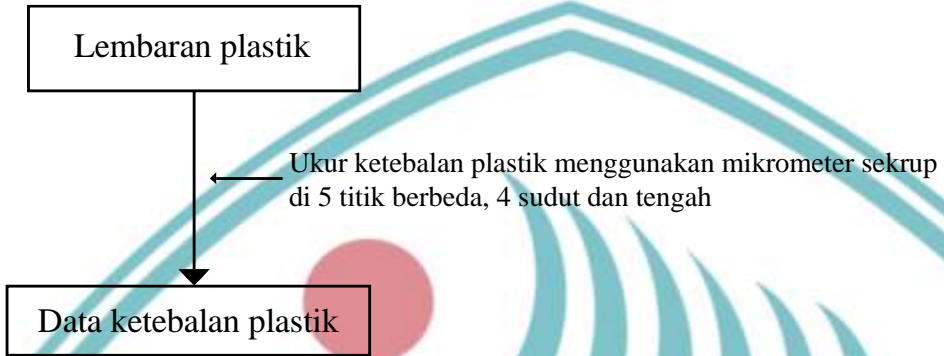 Lembaran plastik
Ukur ketebalan plastik menggunakan mikrometer sekrup
di 5 titik berbeda, 4 sudut dan tengah
Data ketebalan plastik